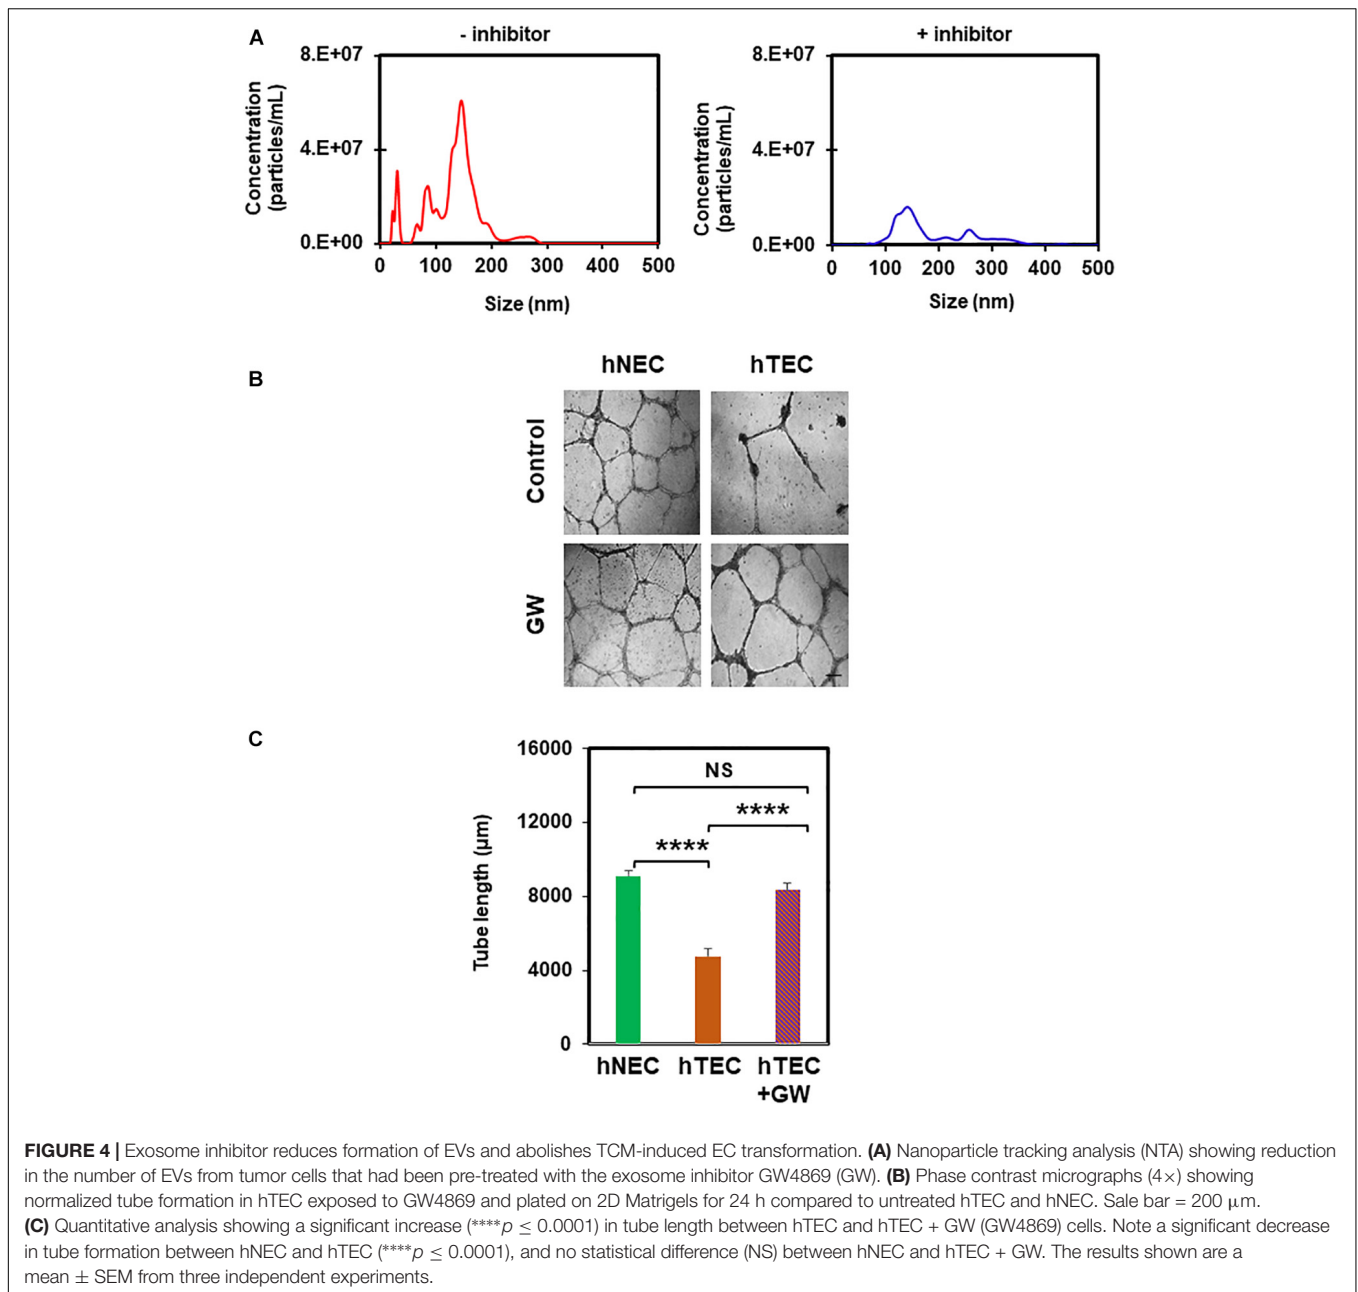 A
- inhibitor
+ inhibitor
8.E+07
4.E+07
0.E+00
Concentration
(particles/mL)
0 100 200 300 400 500
Size (nm)
8.E+07
4.E+07
0.E+00
Concentration
(particles/mL)
0 100 200 300 400 500
Size (nm)
B
hNEC hTEC
Control
GW
C
16000
12000
8000
4000
0
Tube length (μm)
NS
****
****
hNEC hTEC hTEC
+GW
FIGURE 4 | Exosome inhibitor reduces formation of EVs and abolishes TCM-induced EC transformation. (A) Nanoparticle tracking analysis (NTA) showing reduction
in the number of EVs from tumor cells that had been pre-treated with the exosome inhibitor GW4869 (GW). (B) Phase contrast micrographs (4×) showing
normalized tube formation in hTEC exposed to GW4869 and plated on 2D Matrigels for 24 h compared to untreated hTEC and hNEC. Sale bar = 200 μm.
(C) Quantitative analysis showing a significant increase (****p ≤ 0.0001) in tube length between hTEC and hTEC + GW (GW4869) cells. Note a significant decrease
in tube formation between hNEC and hTEC (****p ≤ 0.0001), and no statistical difference (NS) between hNEC and hTEC + GW. The results shown are a
mean ± SEM from three independent experiments.